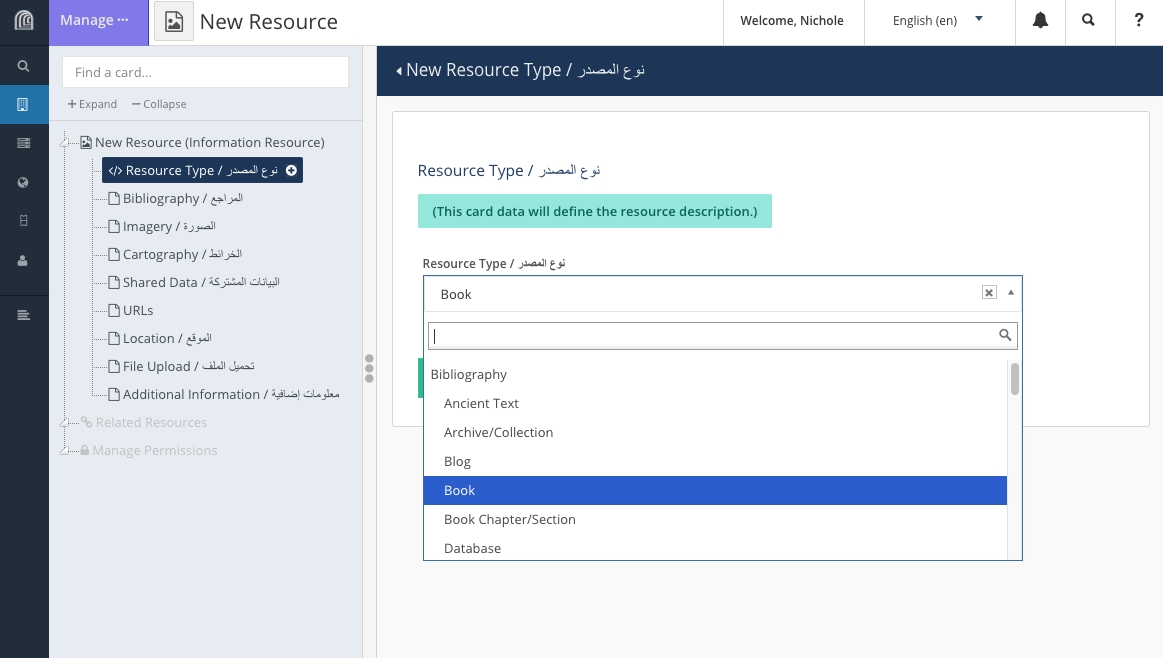 Manage
New Resource
Welcome, Nichole
English (en)
?
Find a card...
Expand
Collapse
New Resource (Information Resource)
Resource Type / نوع المصدر
Bibliography / المراجع
Imagery / الصورة
Cartography / الخرائط
Shared Data / البيانات المشتركة
URLs
Location / الموقع
File Upload / تحميل الملف
Additional Information / معلومات إضافية
Related Resources
Manage Permissions
New Resource Type / نوع المصدر
Resource Type / نوع المصدر
(This card data will define the resource description.)
Resource Type / نوع المصدر
Book
Bibliography
Ancient Text
Archive/Collection
Blog
Book
Book Chapter/Section
Database